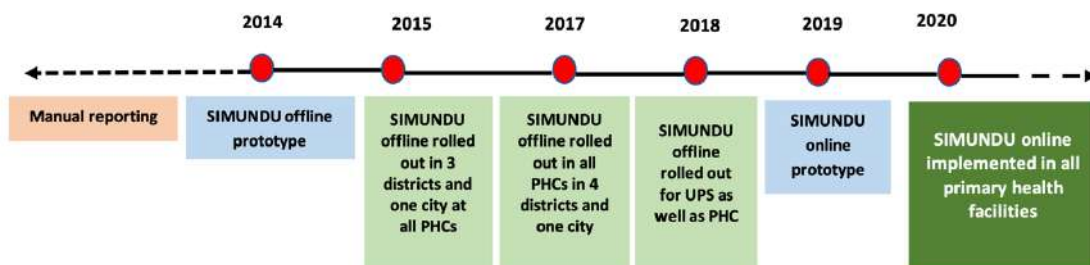 2014
2015
2017
2018
2019
2020
Manual reporting
SIMUNDU offline
prototype
SIMUNDU
offline rolled
out in 3
districts and
one city at
all PHCs
SIMUNDU
offline rolled
out in all
PHCs in 4
districts and
one city
SIMUNDU
offline
rolled out
for UPS as
well as PHC
SIMUNDU
online
prototype
SIMUNDU online
implemented in all
primary health
facilities